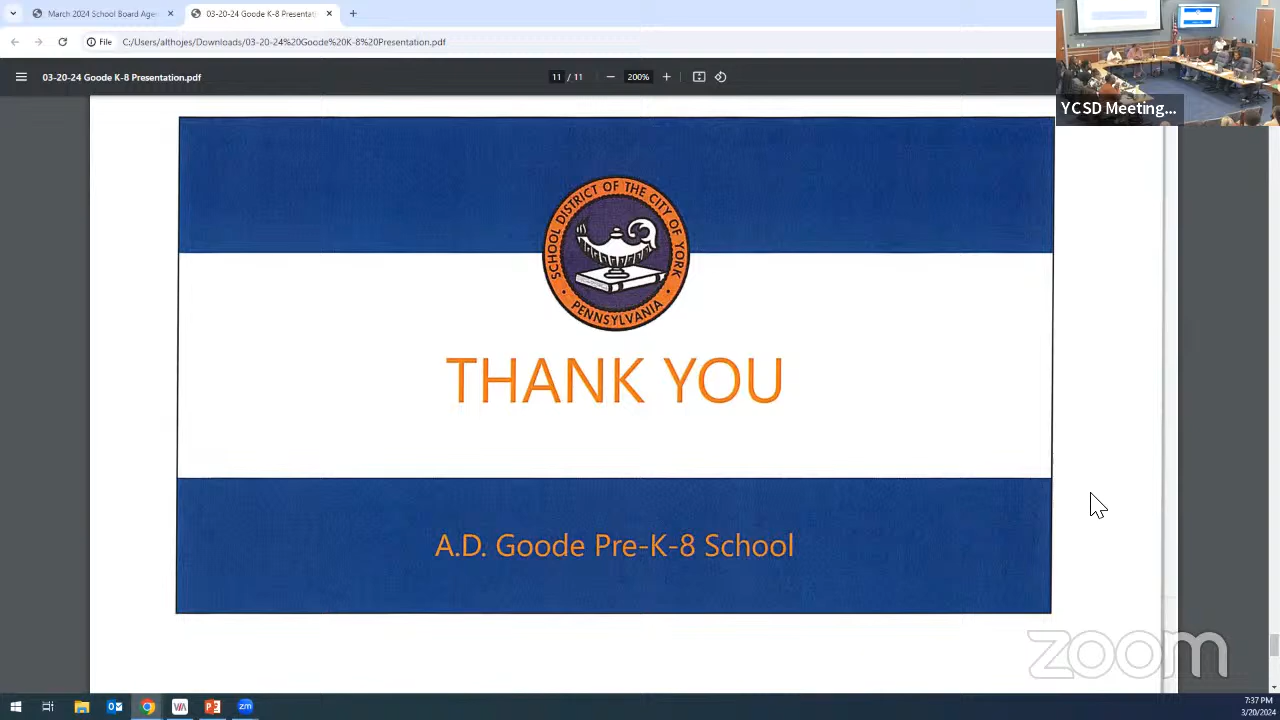 March 2024 School Board Age
03-20-24 Goode K-8 Presentat
File
C:/Users/althojes/Downloads/03-20-24%20Goode%20K-8%20Presentation.pdf
03-20-24 Goode K-8 Presentation.pdf
11 / 11
200%
YCSD Meeting...
SCHOOL DISTRICT OF THE CITY OF YORK
PENNSYLVANIA
THANK YOU
A.D. Goode Pre-K-8 School
zoom
zm
7:37 PM
3/20/2024